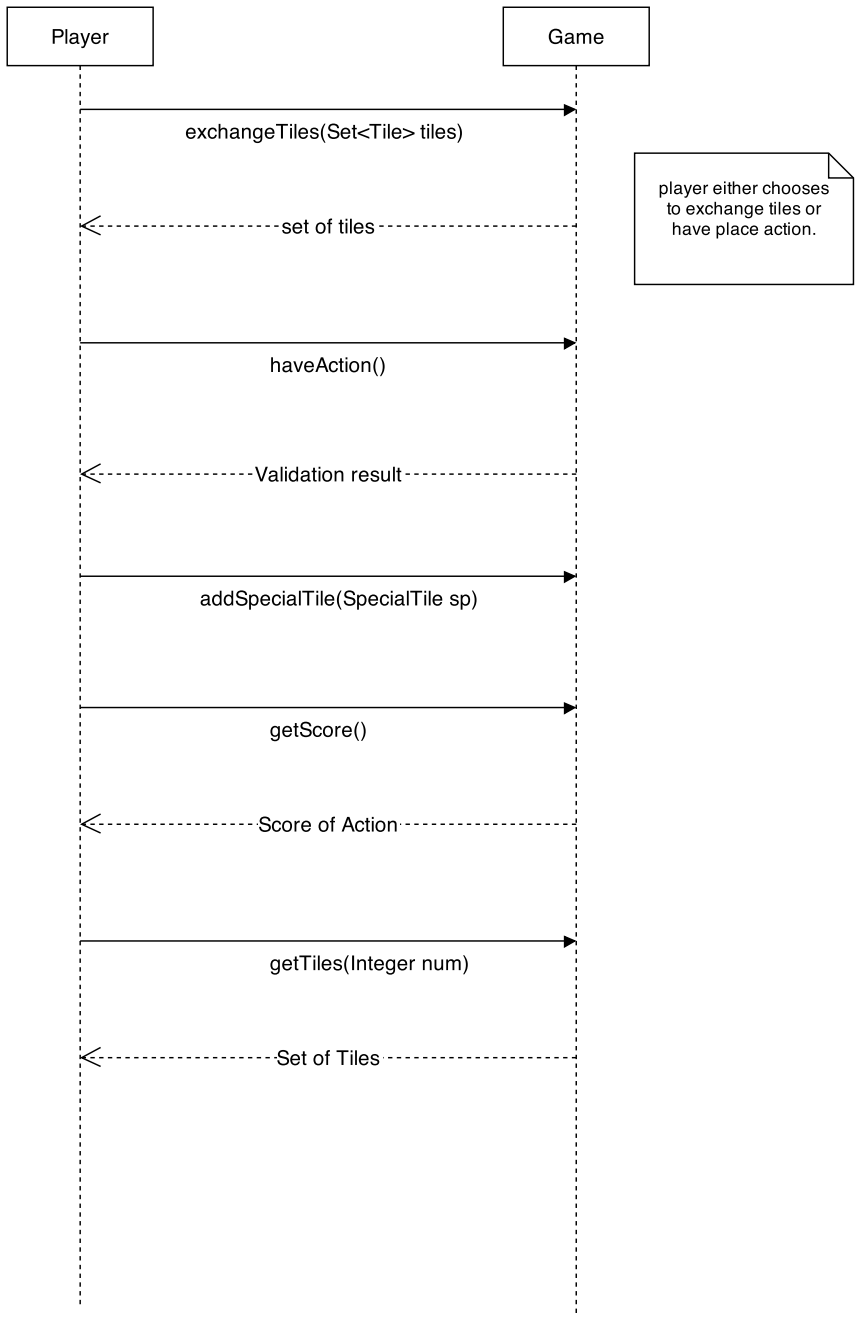 Player
Game
exchangeTiles(Set<Tile> tiles)
player either chooses
to exchange tiles or
have place action.
set of tiles
haveAction()
Validation result
addSpecialTile(SpecialTile sp)
getScore()
Score of Action
getTiles(Integer num)
Set of Tiles